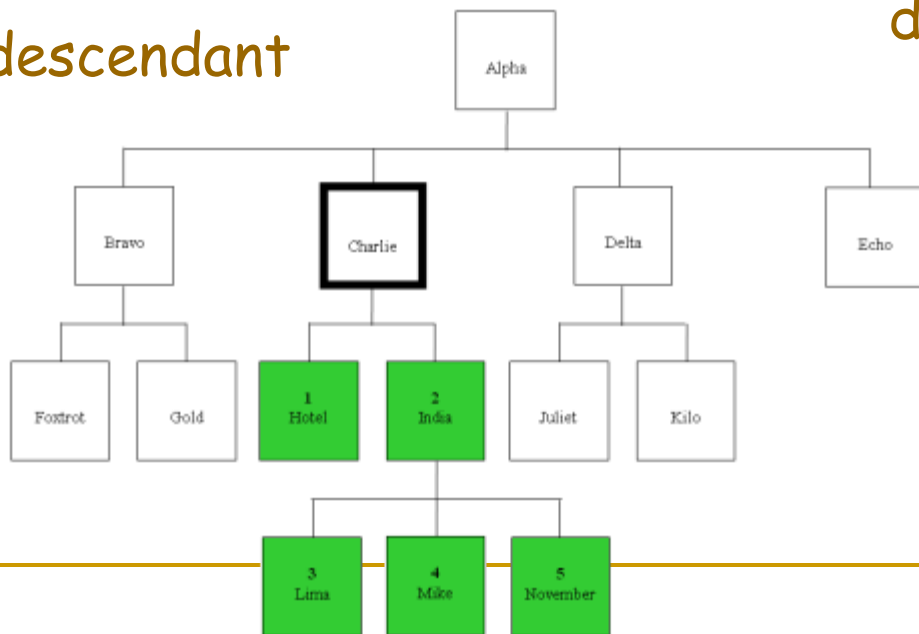 descendant
d
Alpha
Bravo
Charlie
Delta
Echo
Foxtrot
Gold
1
Hotel
2
India
Juliet
Kilo
3
Lima
4
Mike
5
November